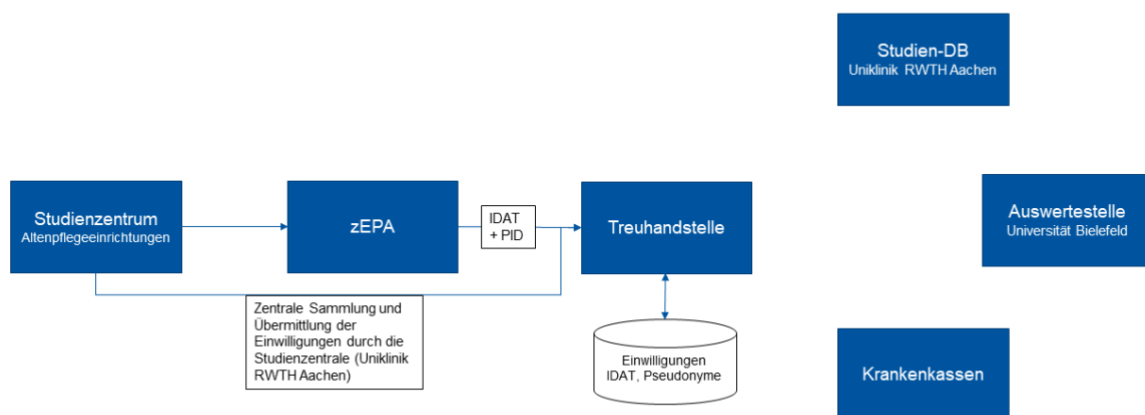 Studien-DB
Uniklinik RWTH Aachen
Studienzentrum
Altenpflegeeinrichtungen
zEPA
IDAT
+ PID
Treuhandstelle
Auswertestelle
Universität Bielefeld
Zentrale Sammlung und
Übermittlung der
Einwilligungen durch die
Studienzentrale (Uniklinik
RWTH Aachen)
Einwilligungen
IDAT, Pseudonyme
Krankenkassen